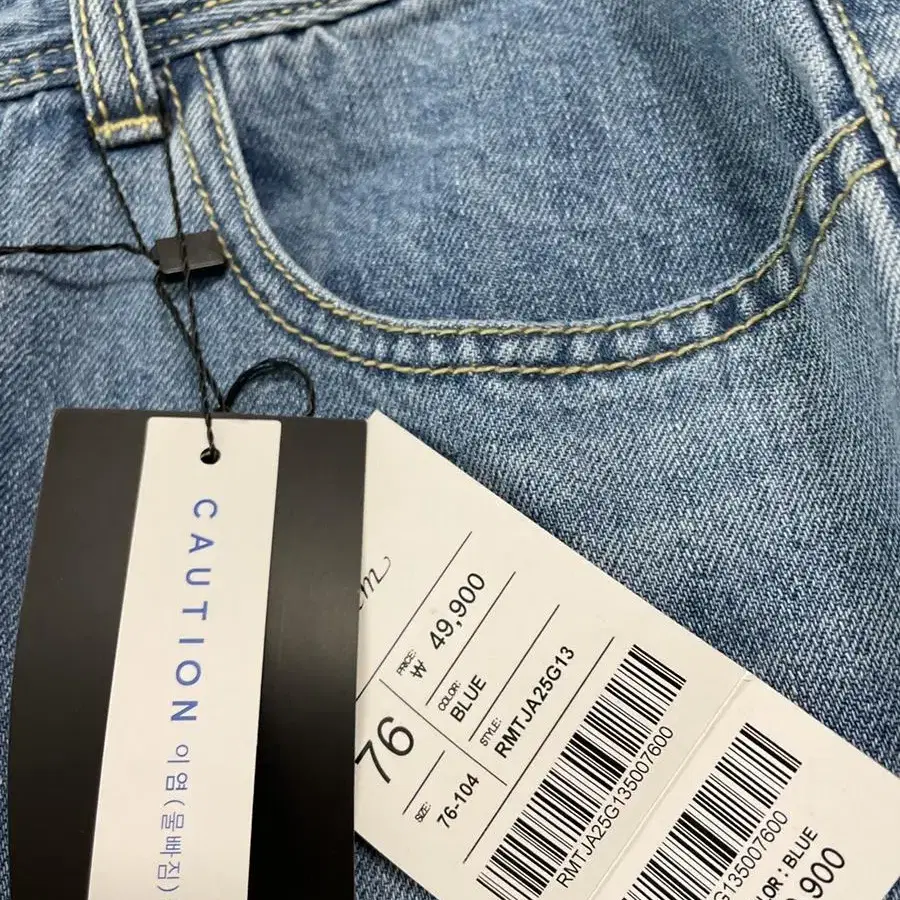 CAUTION 이염(물빠짐)
PRICE: ₩ 49,900
COLOR: BLUE
STYLE: RMTJA25G13
76
SIZE: 76-104
RMTJA25G135007600
G135007600
LOR: BLUE
,900